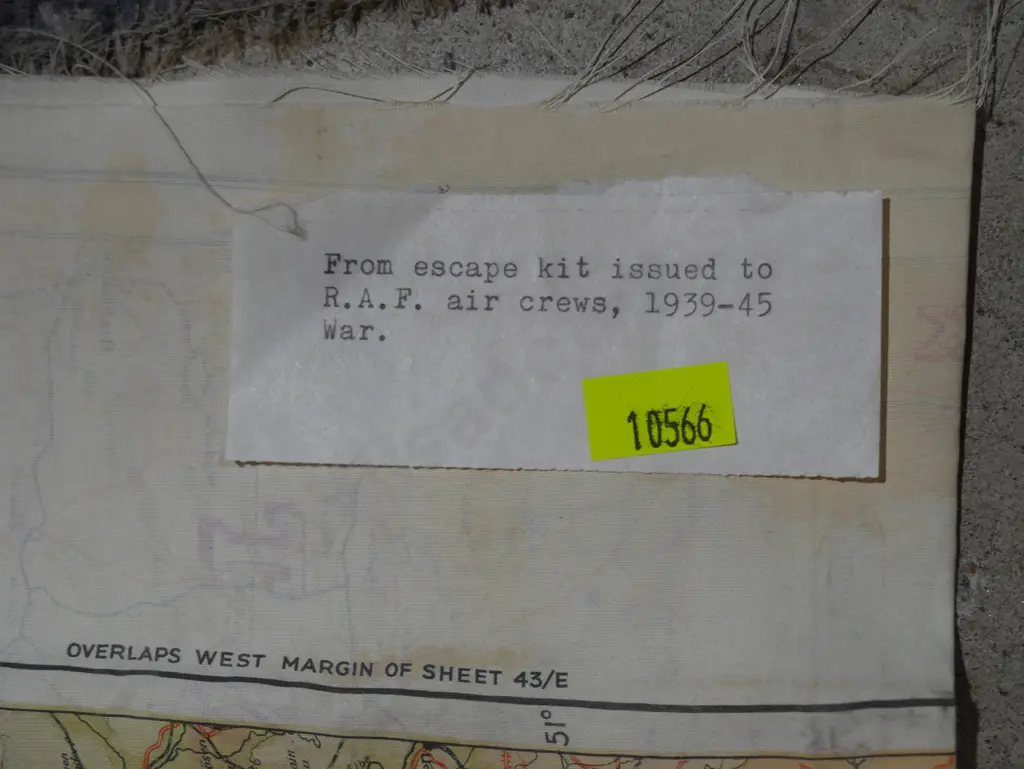 From escape kit issued to
R.A.F. air crews, 1939-45
War.
10566
OVERLAPS WEST MARGIN OF SHEET 43/E
51°